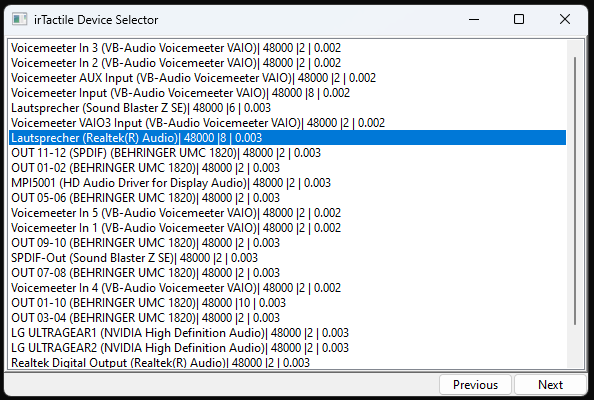 irTactile Device Selector
Voicemeeter In 3 (VB-Audio Voicemeeter VAIO)| 48000 |2 | 0.002
Voicemeeter In 2 (VB-Audio Voicemeeter VAIO)| 48000 |2 | 0.002
Voicemeeter AUX Input (VB-Audio Voicemeeter VAIO)| 48000 |2 | 0.002
Voicemeeter Input (VB-Audio Voicemeeter VAIO)| 48000 |8 | 0.002
Lautsprecher (Sound Blaster Z SE)| 48000 |6 | 0.003
Voicemeeter VAIO3 Input (VB-Audio Voicemeeter VAIO)| 48000 |2 | 0.002
Lautsprecher (Realtek(R) Audio)| 48000 |8 | 0.003
OUT 11-12 (SPDIF) (BEHRINGER UMC 1820)| 48000 |2 | 0.003
OUT 01-02 (BEHRINGER UMC 1820)| 48000 |2 | 0.003
MPI5001 (HD Audio Driver for Display Audio)| 48000 |2 | 0.003
OUT 05-06 (BEHRINGER UMC 1820)| 48000 |2 | 0.003
Voicemeeter In 5 (VB-Audio Voicemeeter VAIO)| 48000 |2 | 0.002
Voicemeeter In 1 (VB-Audio Voicemeeter VAIO)| 48000 |2 | 0.002
OUT 09-10 (BEHRINGER UMC 1820)| 48000 |2 | 0.003
SPDIF-Out (Sound Blaster Z SE)| 48000 |2 | 0.003
OUT 07-08 (BEHRINGER UMC 1820)| 48000 |2 | 0.003
Voicemeeter In 4 (VB-Audio Voicemeeter VAIO)| 48000 |2 | 0.002
OUT 01-10 (BEHRINGER UMC 1820)| 48000 |10 | 0.003
OUT 03-04 (BEHRINGER UMC 1820)| 48000 |2 | 0.003
LG ULTRAGEAR1 (NVIDIA High Definition Audio)| 48000 |2 | 0.003
LG ULTRAGEAR2 (NVIDIA High Definition Audio)| 48000 |2 | 0.003
Realtek Digital Output (Realtek(R) Audio)| 48000 |2 | 0.003
Previous
Next